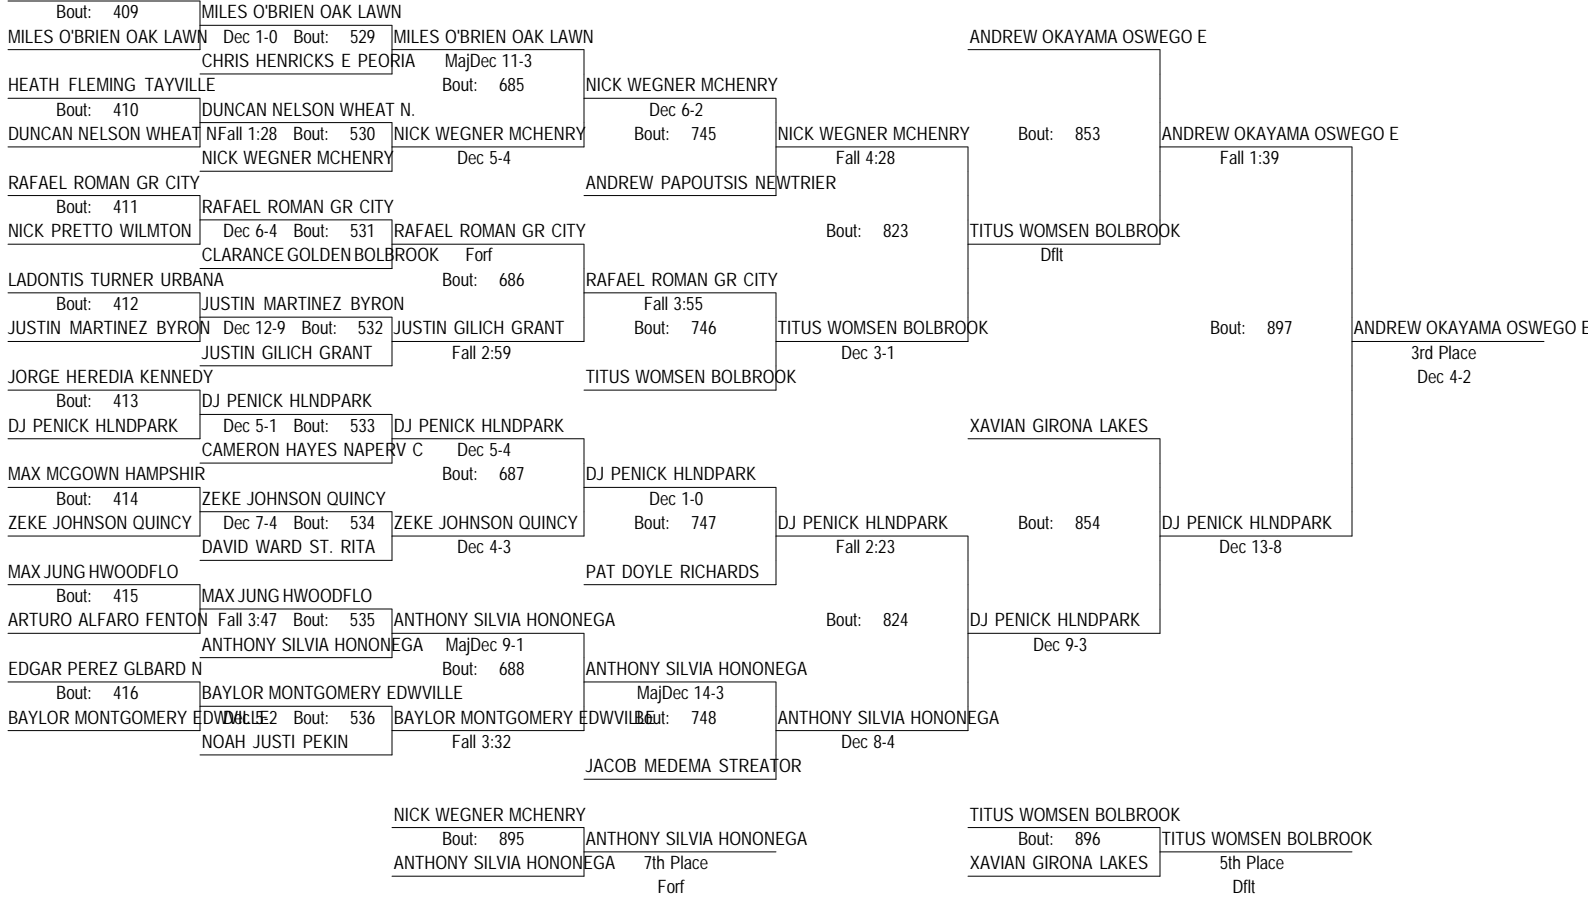 Bout: 409 MILES O'BRIEN OAK LAWN
MILES O'BRIEN OAK LAWN Dec 1-0 Bout: 529 MILES O'BRIEN OAK LAWN ANDREW OKAYAMA OSWEGO E
CHRIS HENRICKS E PEORIA MajDec 11-3
HEATH FLEMING TAYVILLE Bout: 685 NICK WEGNER MCHENRY
Bout: 410 DUNCAN NELSON WHEAT N. Dec 6-2
DUNCAN NELSON WHEAT N Fall 1:28 Bout: 530 NICK WEGNER MCHENRY Bout: 745 NICK WEGNER MCHENRY Bout: 853 ANDREW OKAYAMA OSWEGO E
NICK WEGNER MCHENRY Dec 5-4 Fall 4:28 Fall 1:39
RAFAEL ROMAN GR CITY ANDREW PAPOUTSIS NEWTRIER
Bout: 411 RAFAEL ROMAN GR CITY
NICK PRETTO WILMTON Dec 6-4 Bout: 531 RAFAEL ROMAN GR CITY Bout: 823 TITUS WOMSEN BOLBROOK
CLARANCE GOLDEN BOLBROOK Forf Dflt
LADONTIS TURNER URBANA Bout: 686 RAFAEL ROMAN GR CITY
Bout: 412 JUSTIN MARTINEZ BYRON Fall 3:55
JUSTIN MARTINEZ BYRON Dec 12-9 Bout: 532 JUSTIN GILICH GRANT Bout: 746 TITUS WOMSEN BOLBROOK Bout: 897 ANDREW OKAYAMA OSWEGO E
JUSTIN GILICH GRANT Fall 2:59 Dec 3-1 3rd Place
JORGE HEREDIA KENNEDY TITUS WOMSEN BOLBROOK Dec 4-2
Bout: 413 DJ PENICK HLNDPARK
DJ PENICK HLNDPARK Dec 5-1 Bout: 533 DJ PENICK HLNDPARK XAVIAN GIRONA LAKES
CAMERON HAYES NAPERV C Dec 5-4
MAX MCGOWN HAMPSHIR Bout: 687 DJ PENICK HLNDPARK
Bout: 414 ZEKE JOHNSON QUINCY Dec 1-0
ZEKE JOHNSON QUINCY Dec 7-4 Bout: 534 ZEKE JOHNSON QUINCY Bout: 747 DJ PENICK HLNDPARK Bout: 854 DJ PENICK HLNDPARK
DAVID WARD ST. RITA Dec 4-3 Fall 2:23 Dec 13-8
MAX JUNG HWOODFLO PAT DOYLE RICHARDS
Bout: 415 MAX JUNG HWOODFLO
ARTURO ALFARO FENTON Fall 3:47 Bout: 535 ANTHONY SILVIA HONONEGA Bout: 824 DJ PENICK HLNDPARK
ANTHONY SILVIA HONONEGA MajDec 9-1 Dec 9-3
EDGAR PEREZ GLBARD N Bout: 688 ANTHONY SILVIA HONONEGA
Bout: 416 BAYLOR MONTGOMERY EDWVILLE MajDec 14-3
BAYLOR MONTGOMERY EDWVILLE Dec 5-2 Bout: 536 BAYLOR MONTGOMERY EDWVILLE Bout: 748 ANTHONY SILVIA HONONEGA
NOAH JUSTI PEKIN Fall 3:32 Dec 8-4
JACOB MEDEMA STREATOR
NICK WEGNER MCHENRY TITUS WOMSEN BOLBROOK
Bout: 895 ANTHONY SILVIA HONONEGA Bout: 896 TITUS WOMSEN BOLBROOK
ANTHONY SILVIA HONONEGA 7th Place XAVIAN GIRONA LAKES 5th Place
Forf Dflt